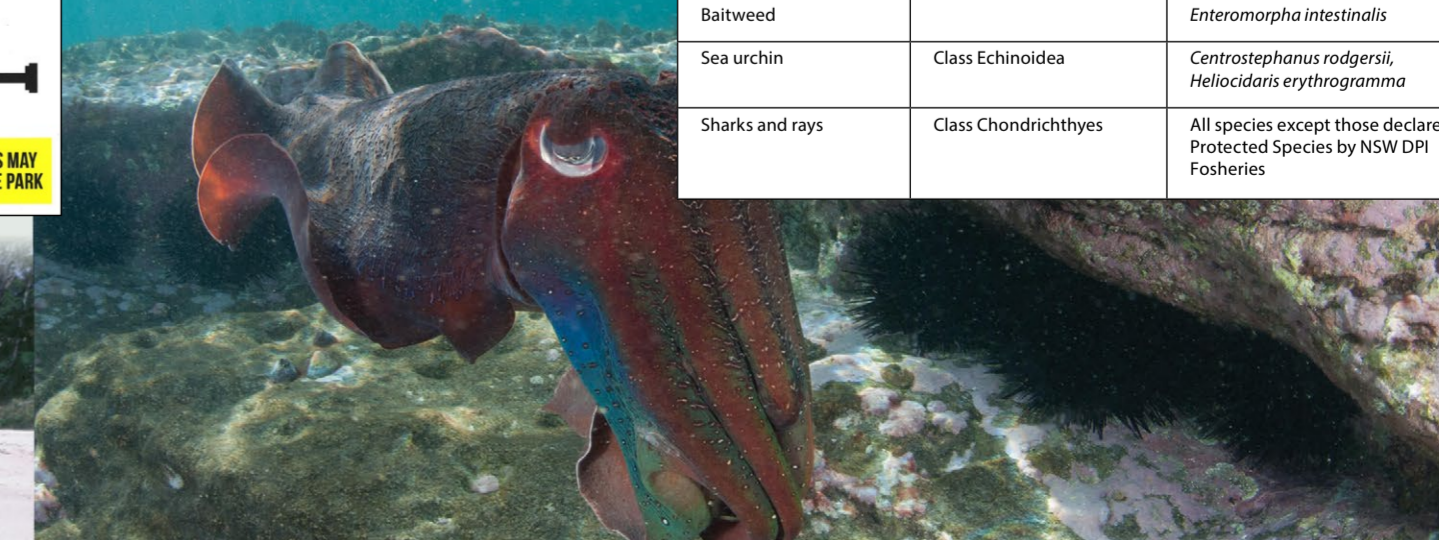 S MAY
E PARK
Baitweed Enteromorpha intestinalis
Sea urchin Class Echinoidea Centrostephanus rodgersii,
Heliocidaris erythrogramma
Sharks and rays Class Chondrichthyes All species except those declare
Protected Species by NSW DPI
Fosheries